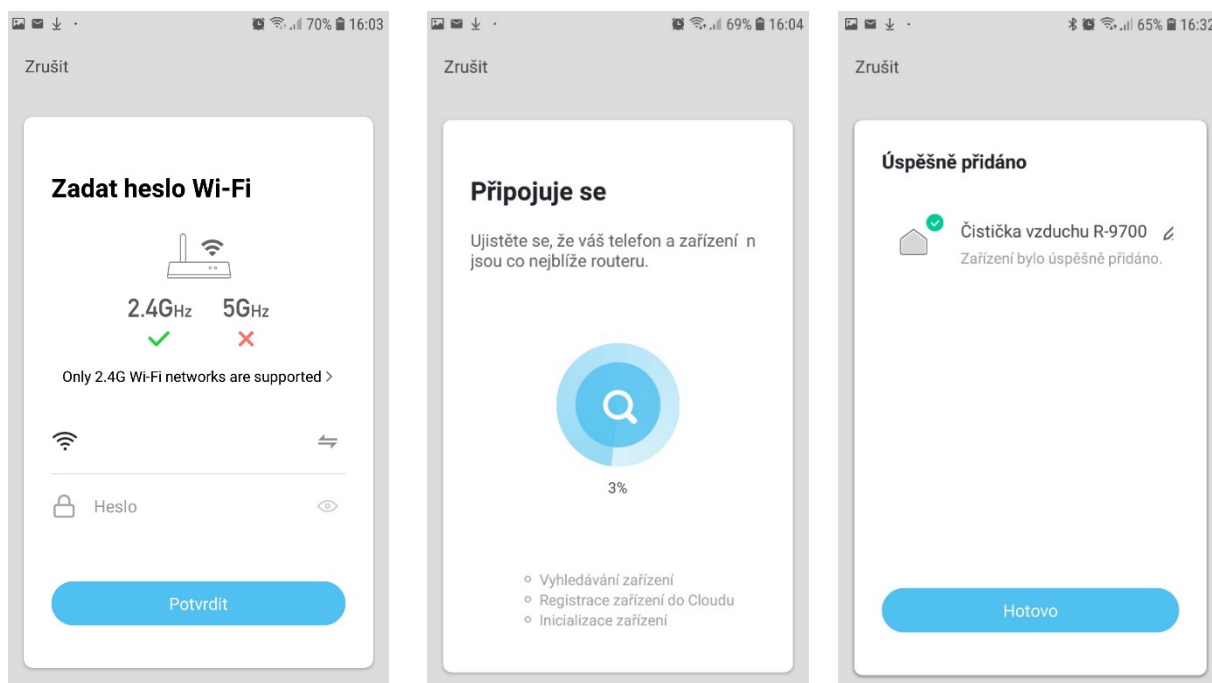 70% 16:03
Zrušit
Zadat heslo Wi-Fi
2.4GHz 5GHz
Only 2.4G Wi-Fi networks are supported >
Heslo
Potvrdit
69% 16:04
Zrušit
Připojuje se
Ujistěte se, že váš telefon a zařízení n
jsou co nejblíže routeru.
3%
Vyhledávání zařízení
Registrace zařízení do Cloudu
Inicializace zařízení
65% 16:32
Zrušit
Úspěšně přidáno
Čistička vzduchu R-9700
Zařízení bylo úspěšně přidáno.
Hotovo